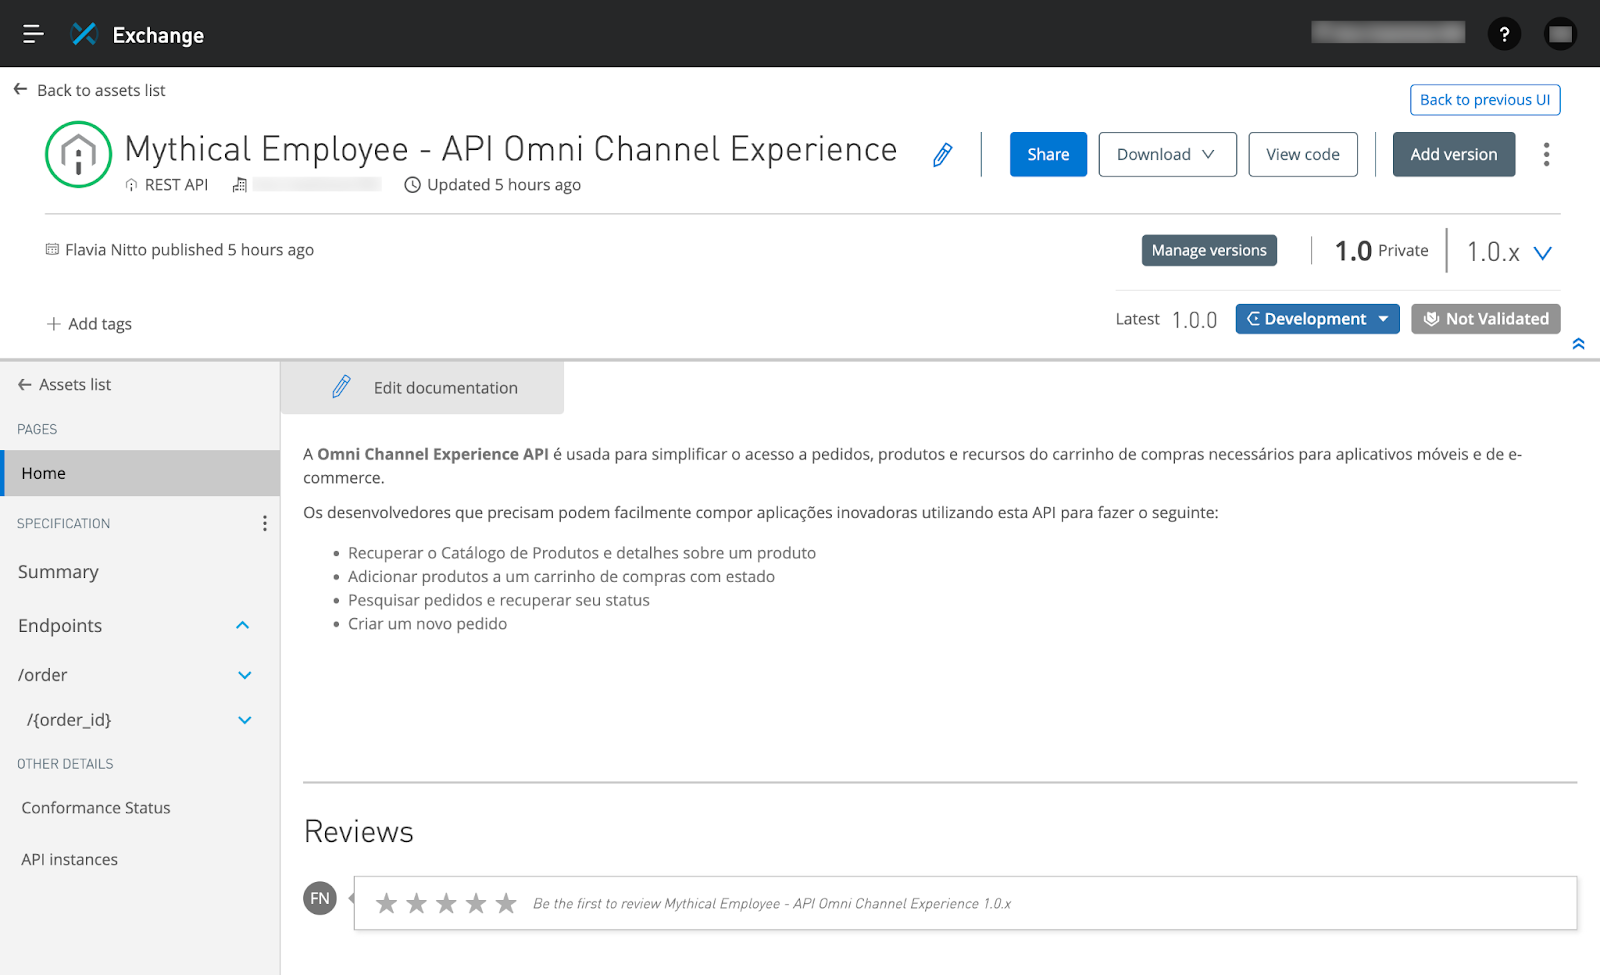 Exchange
?
Back to assets list
Back to previous UI
Mythical Employee - API Omni Channel Experience
Share
Download
View code
Add version
REST API
Updated 5 hours ago
Flavia Nitto published 5 hours ago
Manage versions
1.0 Private
1.0.x
Add tags
Latest 1.0.0
Development
Not Validated
Assets list
Edit documentation
PAGES
Home
SPECIFICATION
Summary
Endpoints
/order
/{order_id}
OTHER DETAILS
Conformance Status
API instances
A Omni Channel Experience API é usada para simplificar o acesso a pedidos, produtos e recursos do carrinho de compras necessários para aplicativos móveis e de e-
commerce.
Os desenvolvedores que precisam podem facilmente compor aplicações inovadoras utilizando esta API para fazer o seguinte:
• Recuperar o Catálogo de Produtos e detalhes sobre um produto
• Adicionar produtos a um carrinho de compras com estado
• Pesquisar pedidos e recuperar seu status
• Criar um novo pedido
Reviews
FN
Be the first to review Mythical Employee - API Omni Channel Experience 1.0.x